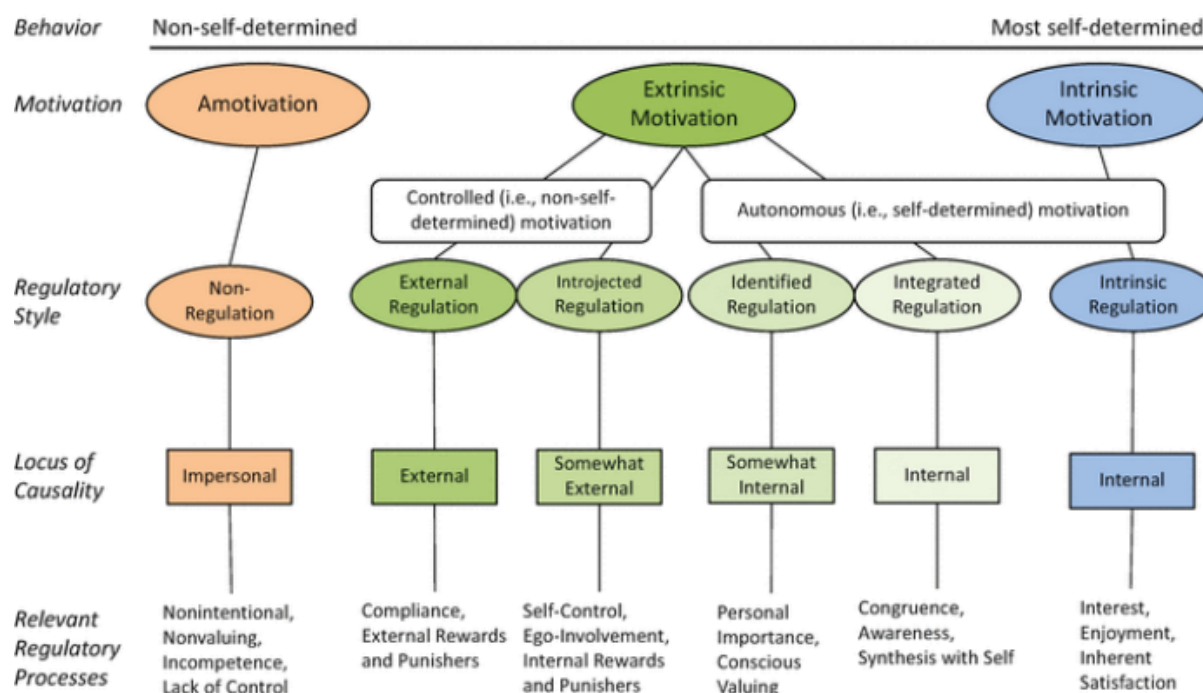 Behavior Non-self-determined Most self-determined
Motivation
Amotivation
Extrinsic
Motivation
Intrinsic
Motivation
Controlled (i.e., non-self-
determined) motivation
Autonomous (i.e., self-determined) motivation
Regulatory
Style
Non-
Regulation
External
Regulation
Introjected
Regulation
Identified
Regulation
Integrated
Regulation
Intrinsic
Regulation
Locus of
Causality
Impersonal
External
Somewhat
External
Somewhat
Internal
Internal
Internal
Relevant
Regulatory
Processes
Nonintentional,
Nonvaluing,
Incompetence,
Lack of Control
Compliance,
External Rewards
and Punishers
Self-Control,
Ego-Involvement,
Internal Rewards
and Punishers
Personal
Importance,
Conscious
Valuing
Congruence,
Awareness,
Synthesis with Self
Interest,
Enjoyment,
Inherent
Satisfaction